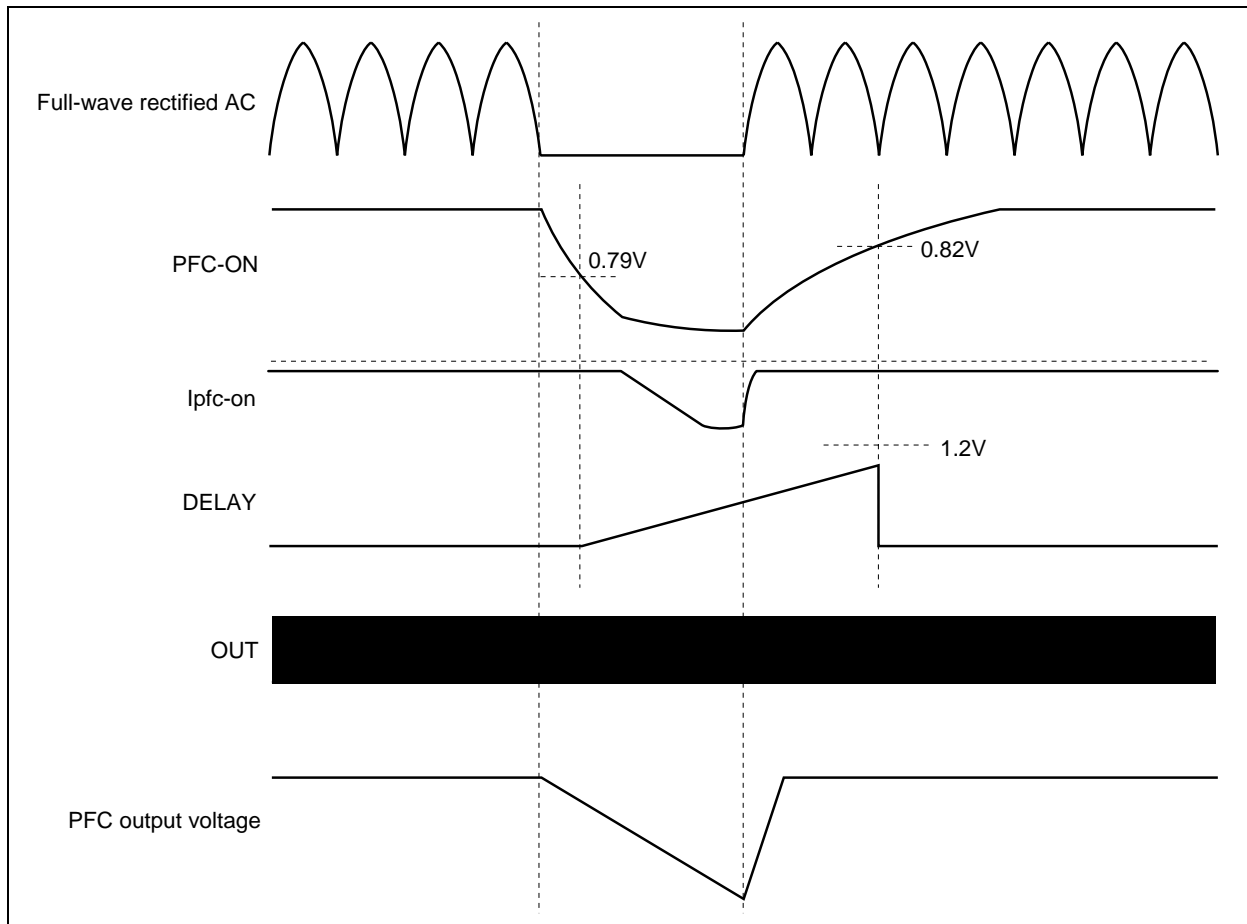 Full-wave rectified AC
PFC-ON
0.79V
0.82V
Ipfc-on
1.2V
DELAY
OUT
PFC output voltage